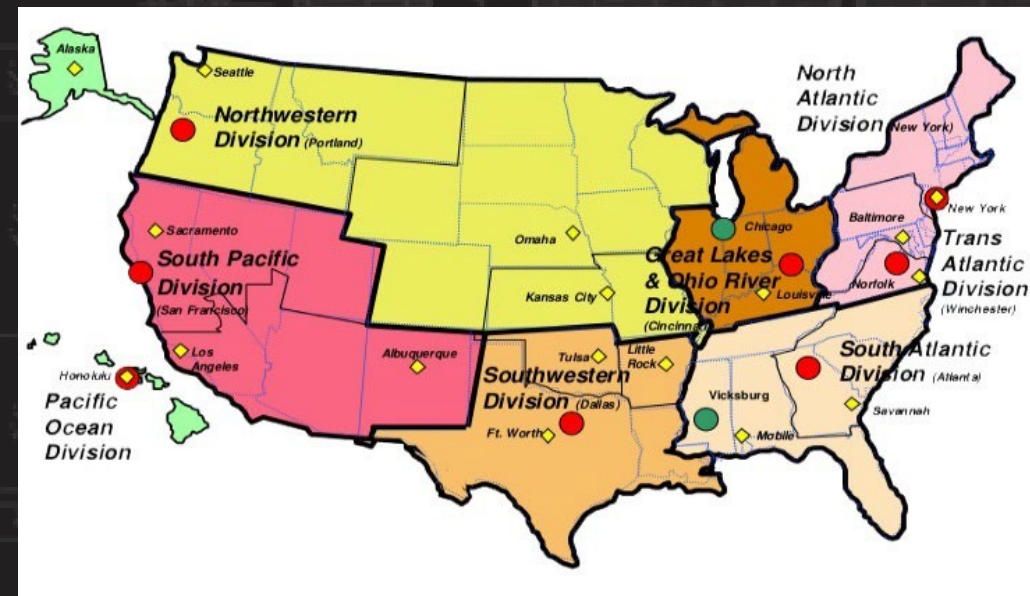 Alaska
Seattle
Northwestern
Division (Portland)
North
Atlantic
Division (New York)
New York
Baltimore
Trans
Atlantic
Division
(Winchester)
Norfolk
Sacramento
South Pacific
Division
(San Francisco)
Los
Angeles
Albuquerque
Omaha
Kansas City
Chicago
Great Lakes
& Ohio River
Division
(Cincinnati)
Louisville
Tulsa
Little
Rock
Southwestern
Division (Dallas)
Ft. Worth
South Atlantic
Division (Atlanta)
Vicksburg
Savannah
Mobile
Honolulu
Pacific
Ocean
Division